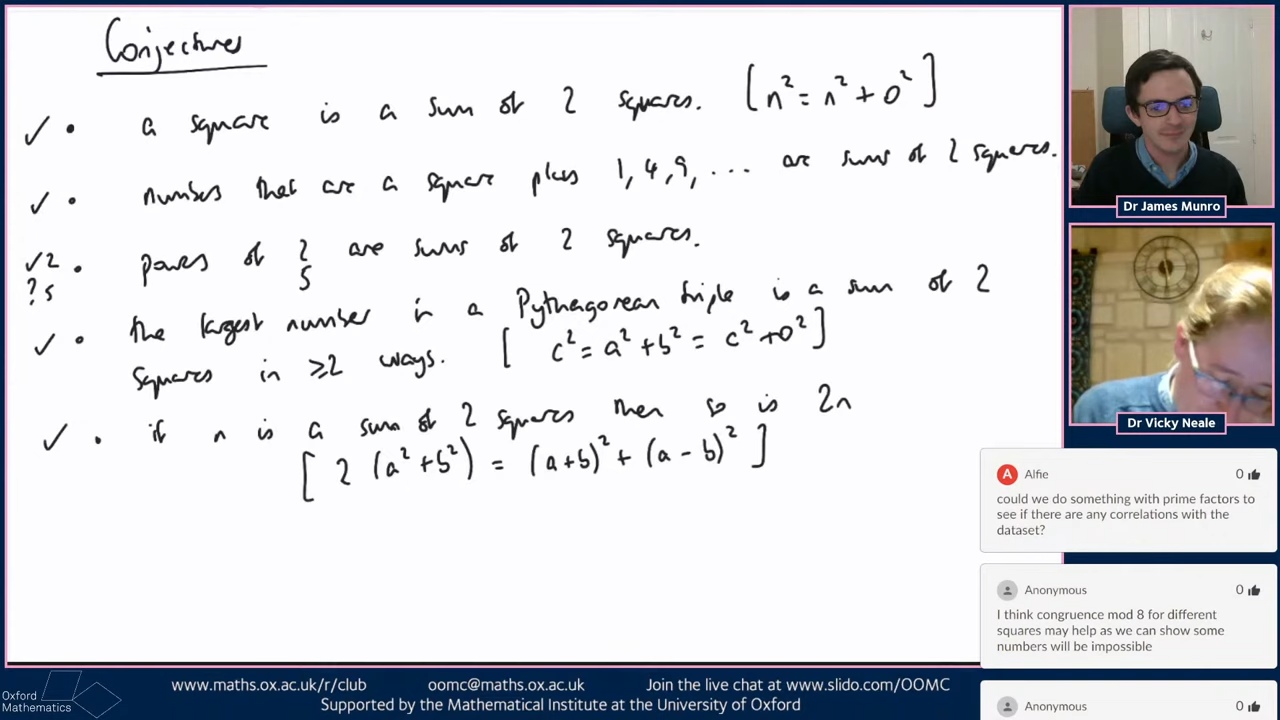 Conjectures
✓ • a square is a sum of 2 squares. [n² = n² + 0²]
✓ • numbers that are a square plus 1, 4, 9, ... are sums of 2 squares.
✓2 • powers of 2 are sums of 2 squares.
?5 5
✓ • the largest number in a Pythagorean triple is a sum of 2
squares in ≥2 ways. [c² = a² + b² = c² + 0²]
✓ • if n is a sum of 2 squares then so is 2n
[2 (a² + b²) = (a+b)² + (a - b)²]
Dr James Munro
Dr Vicky Neale
A Alfie 0
could we do something with prime factors to
see if there are any correlations with the
dataset?
Anonymous 0
I think congruence mod 8 for different
squares may help as we can show some
numbers will be impossible
Anonymous 0
Oxford
Mathematics
www.maths.ox.ac.uk/r/club oomc@maths.ox.ac.uk Join the live chat at www.slido.com/OOMC
Supported by the Mathematical Institute at the University of Oxford